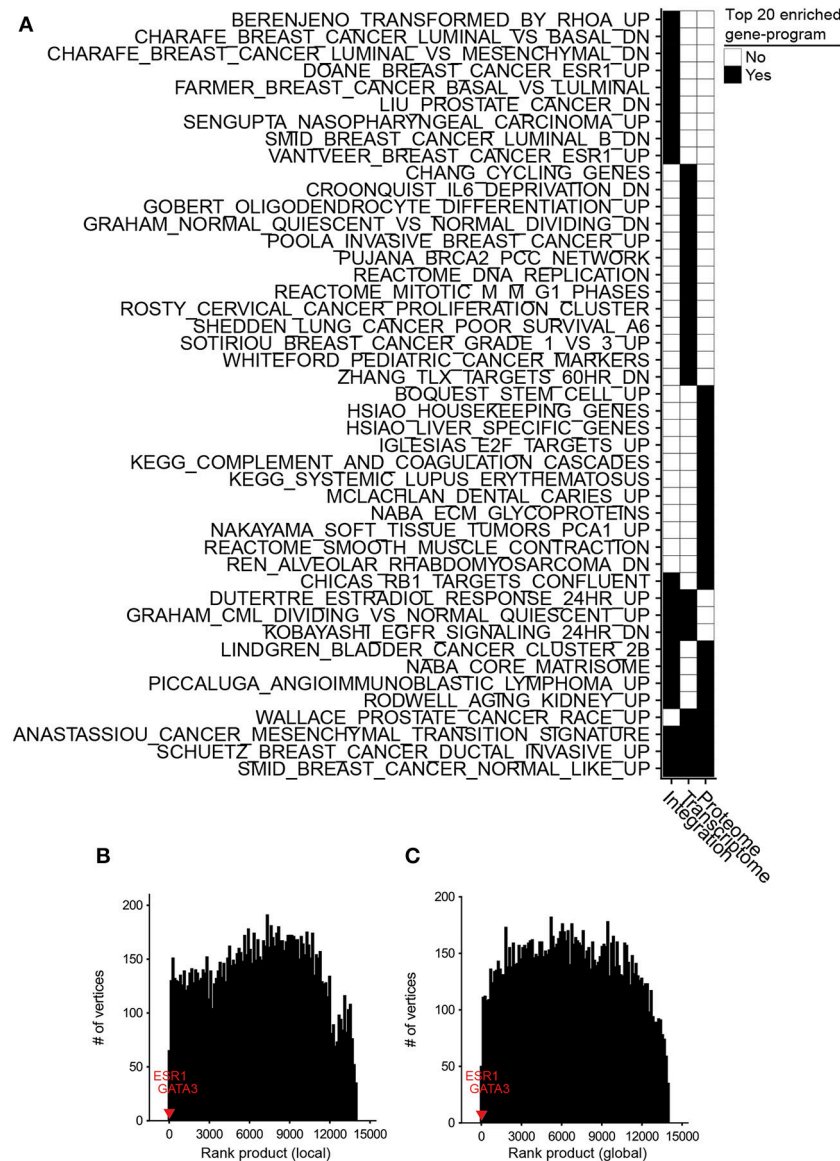 A
Top 20 enriched
gene-program
No
Yes
BERENJENO_TRANSFORMED_BY_RHOA_UP
CHARAFE_BREAST_CANCER_LUMINAL_VS_BASAL_DN
CHARAFE_BREAST_CANCER_LUMINAL_VS_MESENCHYMAL_DN
DOANE_BREAST_CANCER_ESR1_UP
FARMER_BREAST_CANCER_BASAL_VS_LULMINAL
LIU_PROSTATE_CANCER_DN
SENGUPTA_NASOPHARYNGEAL_CARCINOMA_UP
SMID_BREAST_CANCER_LUMINAL_B_DN
VANTVEER_BREAST_CANCER_ESR1_UP
CHANG_CYCLING_GENES
CROONQUIST_IL6_DEPRIVATION_DN
GOBERT_OLIGODENDROCYTE_DIFFERENTIATION_UP
GRAHAM_NORMAL_QUIESCENT_VS_NORMAL_DIVIDING_DN
POOLA_INVASIVE_BREAST_CANCER_UP
PUJANA_BRCA2_PCC_NETWORK
REACTOME_DNA_REPLICATION
REACTOME_MITOTIC_M_M_G1_PHASES
ROSTY_CERVICAL_CANCER_PROLIFERATION_CLUSTER
SHEDDEN_LUNG_CANCER_POOR_SURVIVAL_A6
SOTIRIOU_BREAST_CANCER_GRADE_1_VS_3_UP
WHITEFORD_PEDIATRIC_CANCER_MARKERS
ZHANG_TLX_TARGETS_60HR_DN
BOQUEST_STEM_CELL_UP
HSIAO_HOUSEKEEPING_GENES
HSIAO_LIVER_SPECIFIC_GENES
IGLESIAS_E2F_TARGETS_UP
KEGG_COMPLEMENT_AND_COAGULATION_CASCADES
KEGG_SYSTEMIC_LUPUS_ERYTHEMATOSUS
MCLACHLAN_DENTAL_CARIES_UP
NABA_ECM_GLYCOPROTEINS
NAKAYAMA_SOFT_TISSUE_TUMORS_PCA1_UP
REACTOME_SMOOTH_MUSCLE_CONTRACTION
REN_ALVEOLAR_RHABDOMYOSARCOMA_DN
CHICAS_RB1_TARGETS_CONFLUENT
DUTERTRE_ESTRADIOL_RESPONSE_24HR_UP
GRAHAM_CML_DIVIDING_VS_NORMAL_QUIESCENT_UP
KOBAYASHI_EGFR_SIGNALING_24HR_DN
LINDGREN_BLADDER_CANCER_CLUSTER_2B
NABA_CORE_MATRISOME
PICCALUGA_ANGIOIMMUNOBLASTIC_LYMPHOMA_UP
RODWELL_AGING_KIDNEY_UP
WALLACE_PROSTATE_CANCER_RACE_UP
ANASTASSIOU_CANCER_MESENCHYMAL_TRANSITION_SIGNATURE
SCHUETZ_BREAST_CANCER_DUCTAL_INVASIVE_UP
SMID_BREAST_CANCER_NORMAL_LIKE_UP
Integration
Transcriptome
Proteome
B
# of vertices
200
150
100
50
0
ESR1
GATA3
0 3000 6000 9000 12000 15000
Rank product (local)
C
# of vertices
200
150
100
50
0
ESR1
GATA3
0 3000 6000 9000 12000 15000
Rank product (global)